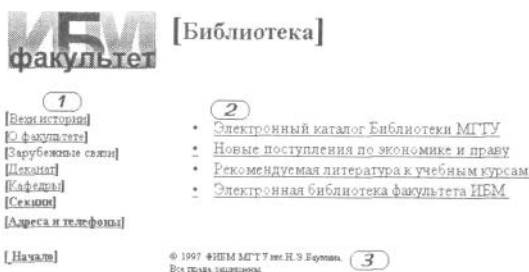 ИБМ
факультет
[Библиотека]
1
[Вехи истории]
[О факультете]
[Зарубежные связи]
[Деканат]
[Кафедры]
[Секции]
[Адреса и телефоны]
[ Начало]
2
• Электронный каталог Библиотеки МГТУ
• Новые поступления по экономике и праву
• Рекомендуемая литература к учебным курсам
• Электронная библиотека факультета ИБМ
© 1997 ФИБМ МГТУ им. Н.Э.Баумана.
Все права защищены.
3